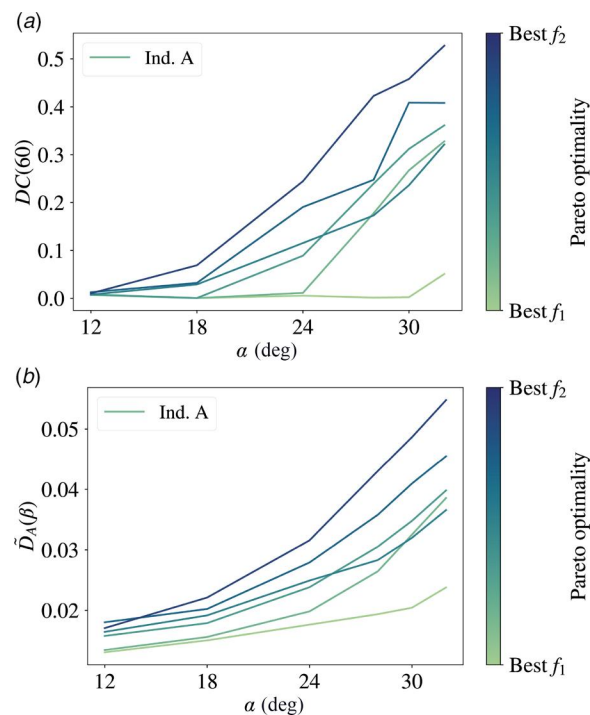 (a)
Ind. A
0.5
0.4
0.3
0.2
0.1
0.0
DC(60)
12 18 24 30
α (deg)
Best f₂
Pareto optimality
Best f₁
(b)
Ind. A
0.05
0.04
0.03
0.02
D̃_A(β)
12 18 24 30
α (deg)
Best f₂
Pareto optimality
Best f₁